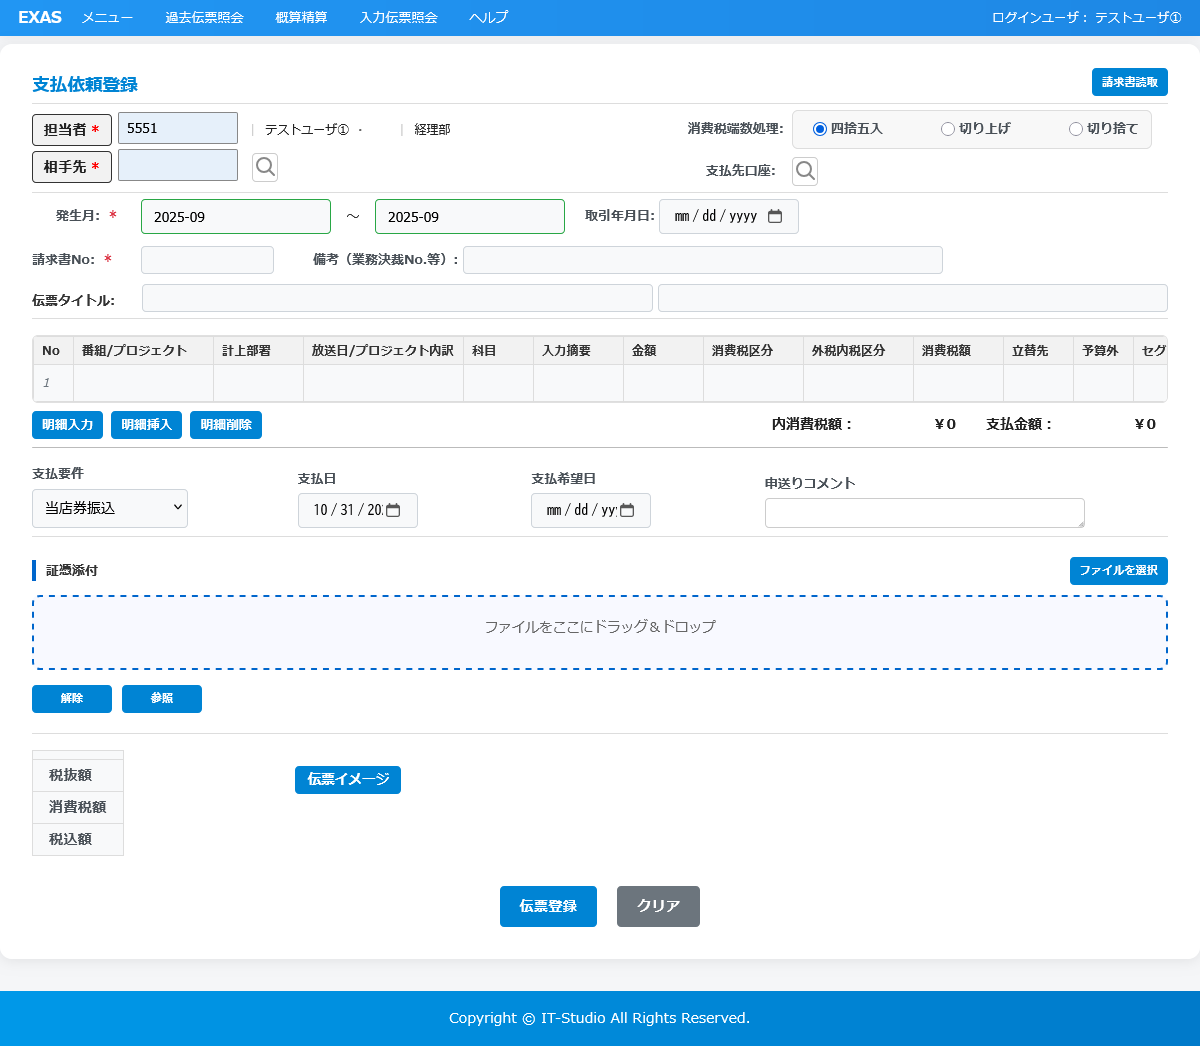 EXAS メニュー 過去伝票照会 概算精算 入力伝票照会 ヘルプ ログインユーザ： テストユーザ①
支払依頼登録 請求書読取
担当者 * 5551 | テストユーザ① ・ | 経理部 消費税端数処理: 四捨五入 切り上げ 切り捨て
相手先 * 支払先口座:
発生月: * 2025-09 ～ 2025-09 取引年月日: mm/dd/yyyy
請求書No: * 備考（業務決裁No.等）:
伝票タイトル:
No 番組/プロジェクト 計上部署 放送日/プロジェクト内訳 科目 入力摘要 金額 消費税区分 外税内税区分 消費税額 立替先 予算外 セグ
1
明細入力 明細挿入 明細削除 内消費税額： ¥0 支払金額： ¥0
支払要件 支払日 支払希望日 申送りコメント
当店券振込 10/31/202 mm/dd/yy
証憑添付 ファイルを選択
ファイルをここにドラッグ＆ドロップ
解除 参照
税抜額 伝票イメージ
消費税額
税込額
伝票登録 クリア
Copyright © IT-Studio All Rights Reserved.